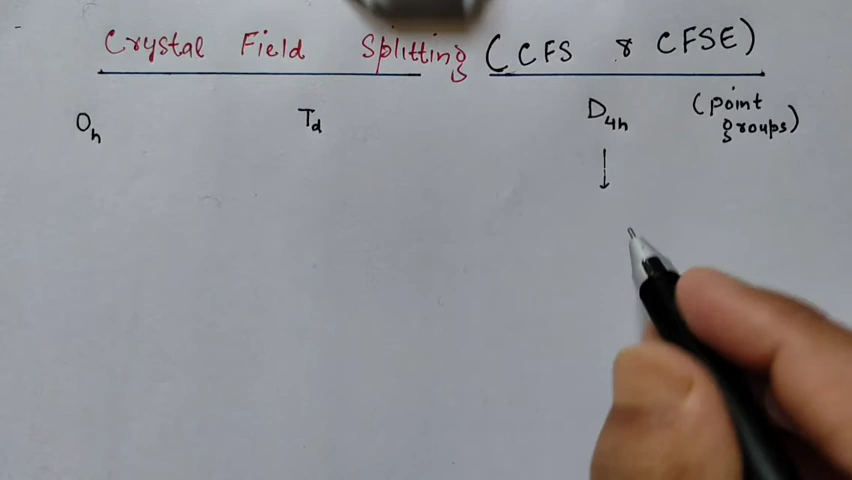 Crystal Field Splitting (CFS & CFSE)
Oh Td D4h (point groups)